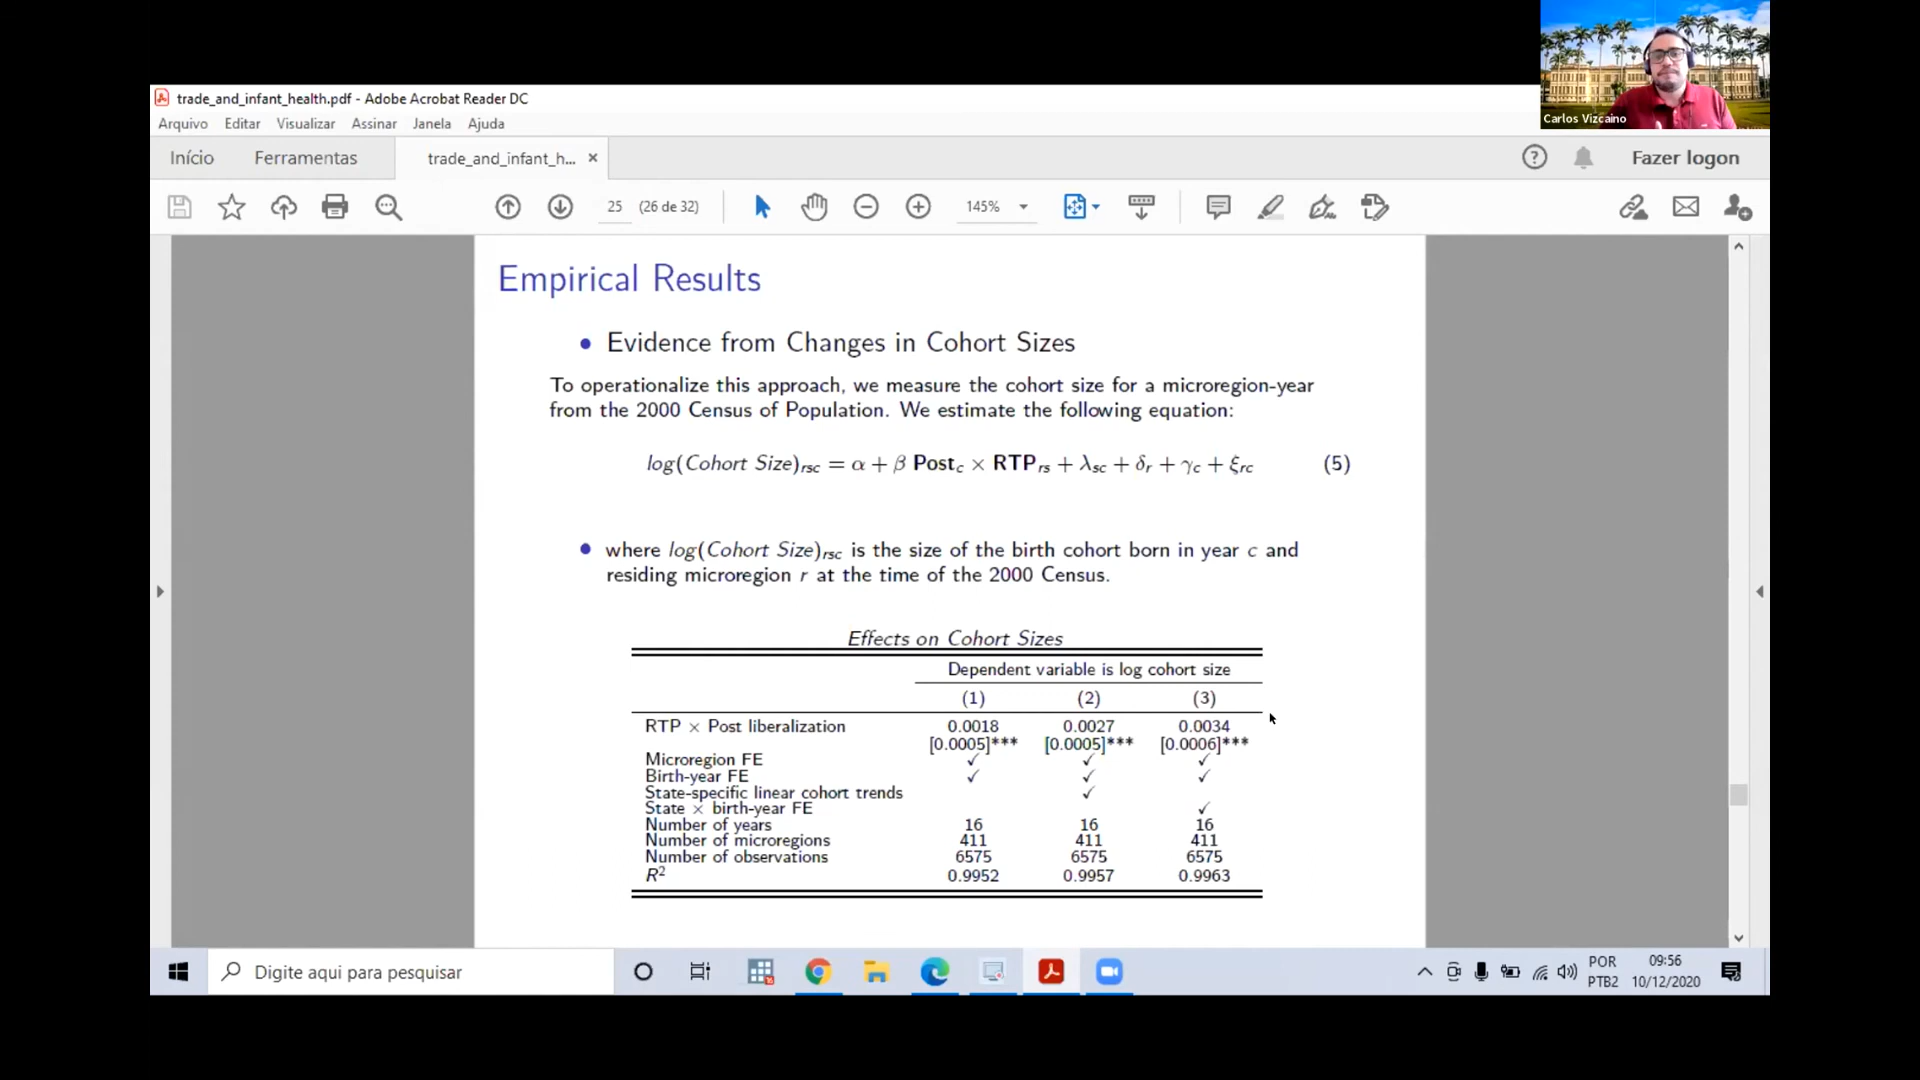 Carlos Vizcaino
trade_and_infant_health.pdf - Adobe Acrobat Reader DC
Arquivo Editar Visualizar Assinar Janela Ajuda
Início Ferramentas trade_and_infant_h... × Fazer logon
25 (26 de 32) 145%
Empirical Results
• Evidence from Changes in Cohort Sizes
To operationalize this approach, we measure the cohort size for a microregion-year
from the 2000 Census of Population. We estimate the following equation:
log(Cohort Size)rsc = α + β Postc × RTPrs + λsc + δr + γc + ξrc (5)
• where log(Cohort Size)rsc is the size of the birth cohort born in year c and
residing microregion r at the time of the 2000 Census.
Effects on Cohort Sizes
Dependent variable is log cohort size
(1) (2) (3)
RTP × Post liberalization 0.0018 0.0027 0.0034
[0.0005]*** [0.0005]*** [0.0006]***
Microregion FE ✓ ✓ ✓
Birth-year FE ✓ ✓ ✓
State-specific linear cohort trends ✓
State × birth-year FE ✓
Number of years 16 16 16
Number of microregions 411 411 411
Number of observations 6575 6575 6575
R² 0.9952 0.9957 0.9963
Digite aqui para pesquisar
POR 09:56
PTB2 10/12/2020